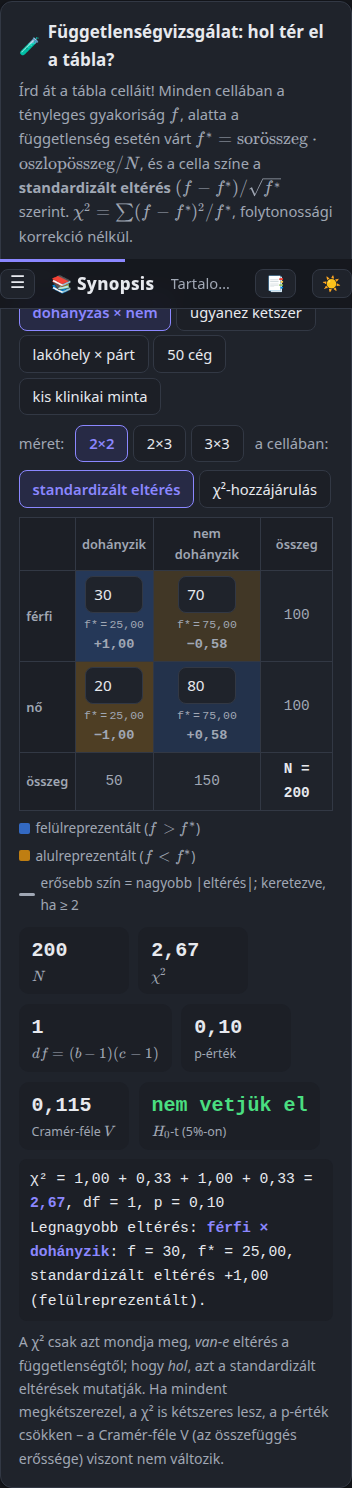 🧪 Függetlenségvizsgálat: hol tér el
a tábla?
Írd át a tábla celláit! Minden cellában a
tényleges gyakoriság f, alatta a
függetlenség esetén várt f* = sorösszeg ·
oszlopösszeg/N, és a cella színe a
standardizált eltérés (f − f*)/√f*
szerint. χ² = ∑(f − f*)²/f*, folytonossági
korrekció nélkül.
☰ 📚 Synopsis Tartalo… 📑 ☀️
dohányzás × nem ugyanez kétszer
lakóhely × párt 50 cég
kis klinikai minta
méret: 2×2 2×3 3×3 a cellában:
standardizált eltérés χ²-hozzájárulás
dohányzik nem dohányzik összeg
férfi 30 70 100
f* = 25,00 f* = 75,00
+1,00 −0,58
nő 20 80 100
f* = 25,00 f* = 75,00
−1,00 +0,58
összeg 50 150 N = 200
felülreprezentált (f > f*)
alulreprezentált (f < f*)
erősebb szín = nagyobb |eltérés|; keretezve,
ha ≥ 2
200 2,67
N χ²
1 0,10
df = (b − 1)(c − 1) p-érték
0,115 nem vetjük el
Cramér-féle V H₀-t (5%-on)
χ² = 1,00 + 0,33 + 1,00 + 0,33 =
2,67, df = 1, p = 0,10
Legnagyobb eltérés: férfi ×
dohányzik: f = 30, f* = 25,00,
standardizált eltérés +1,00
(felülreprezentált).
A χ² csak azt mondja meg, van-e eltérés a
függetlenségtől; hogy hol, azt a standardizált
eltérések mutatják. Ha mindent
megkétszerezel, a χ² is kétszeres lesz, a p-érték
csökken – a Cramér-féle V (az összefüggés
erőssége) viszont nem változik.